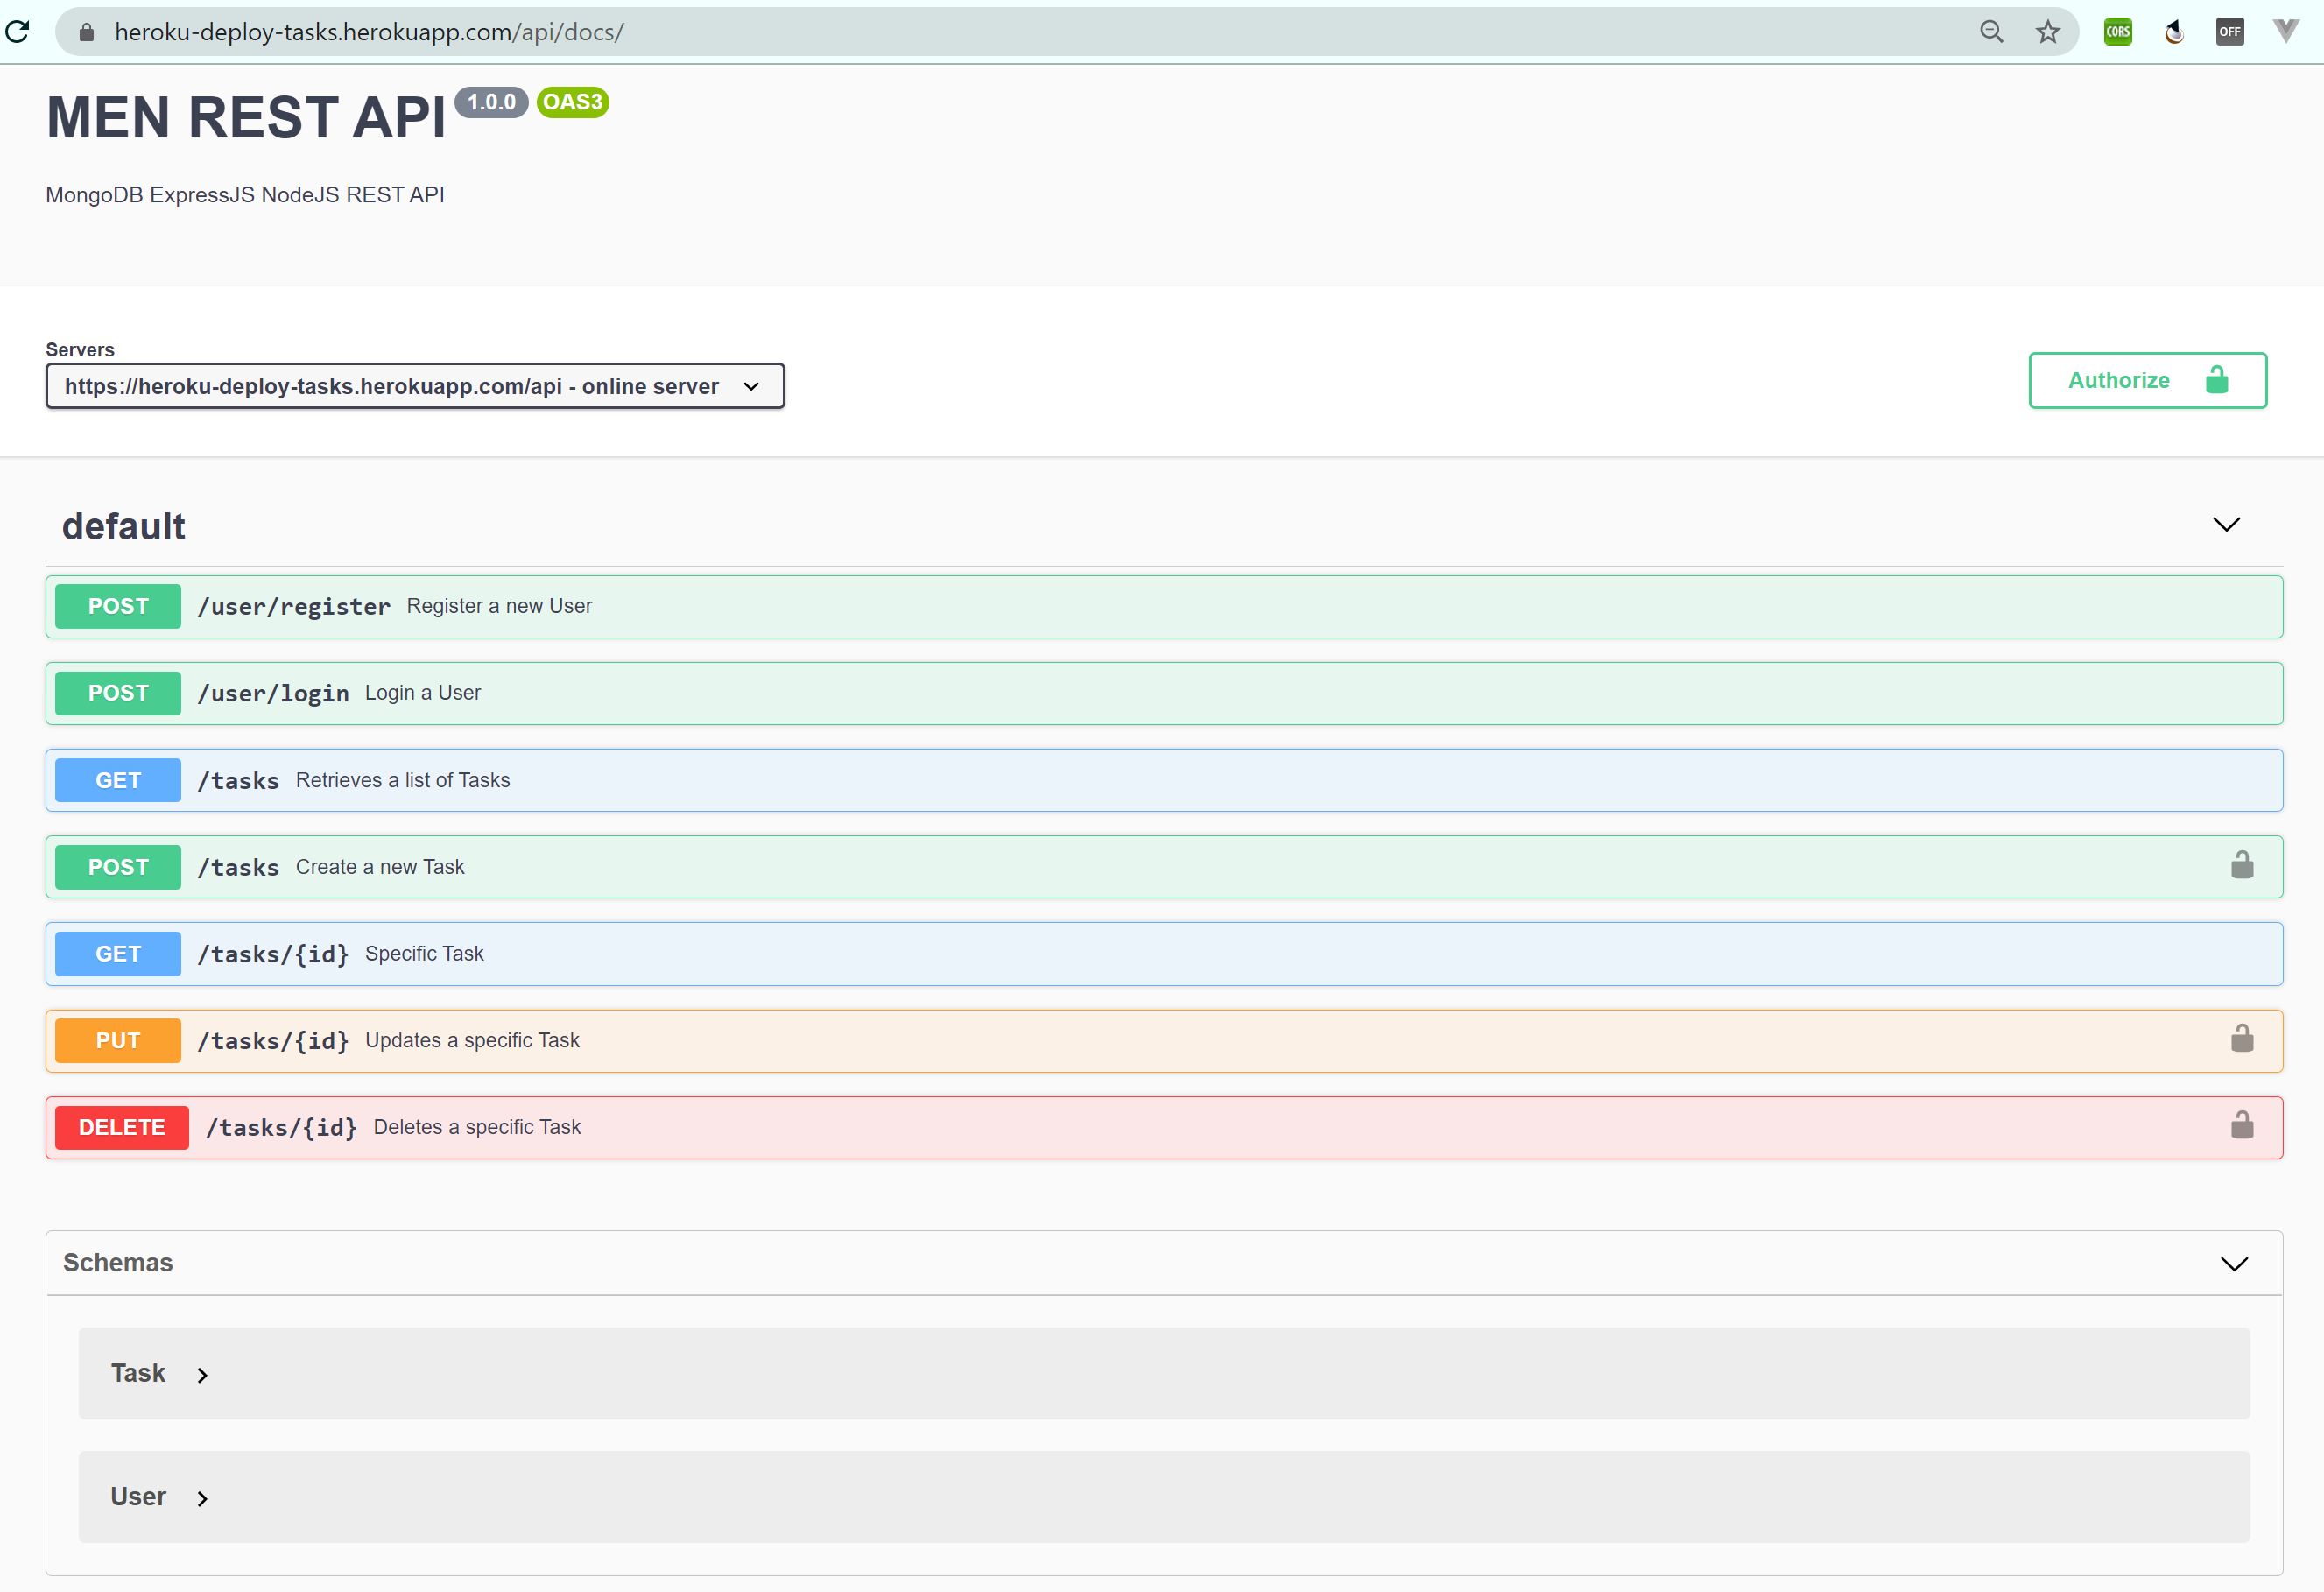 heroku-deploy-tasks.herokuapp.com/api/docs/
CORS
OFF
MEN REST API 1.0.0 OAS3
MongoDB ExpressJS NodeJS REST API
Servers
https://heroku-deploy-tasks.herokuapp.com/api - online server
Authorize
default
POST /user/register Register a new User
POST /user/login Login a User
GET /tasks Retrieves a list of Tasks
POST /tasks Create a new Task
GET /tasks/{id} Specific Task
PUT /tasks/{id} Updates a specific Task
DELETE /tasks/{id} Deletes a specific Task
Schemas
Task
User